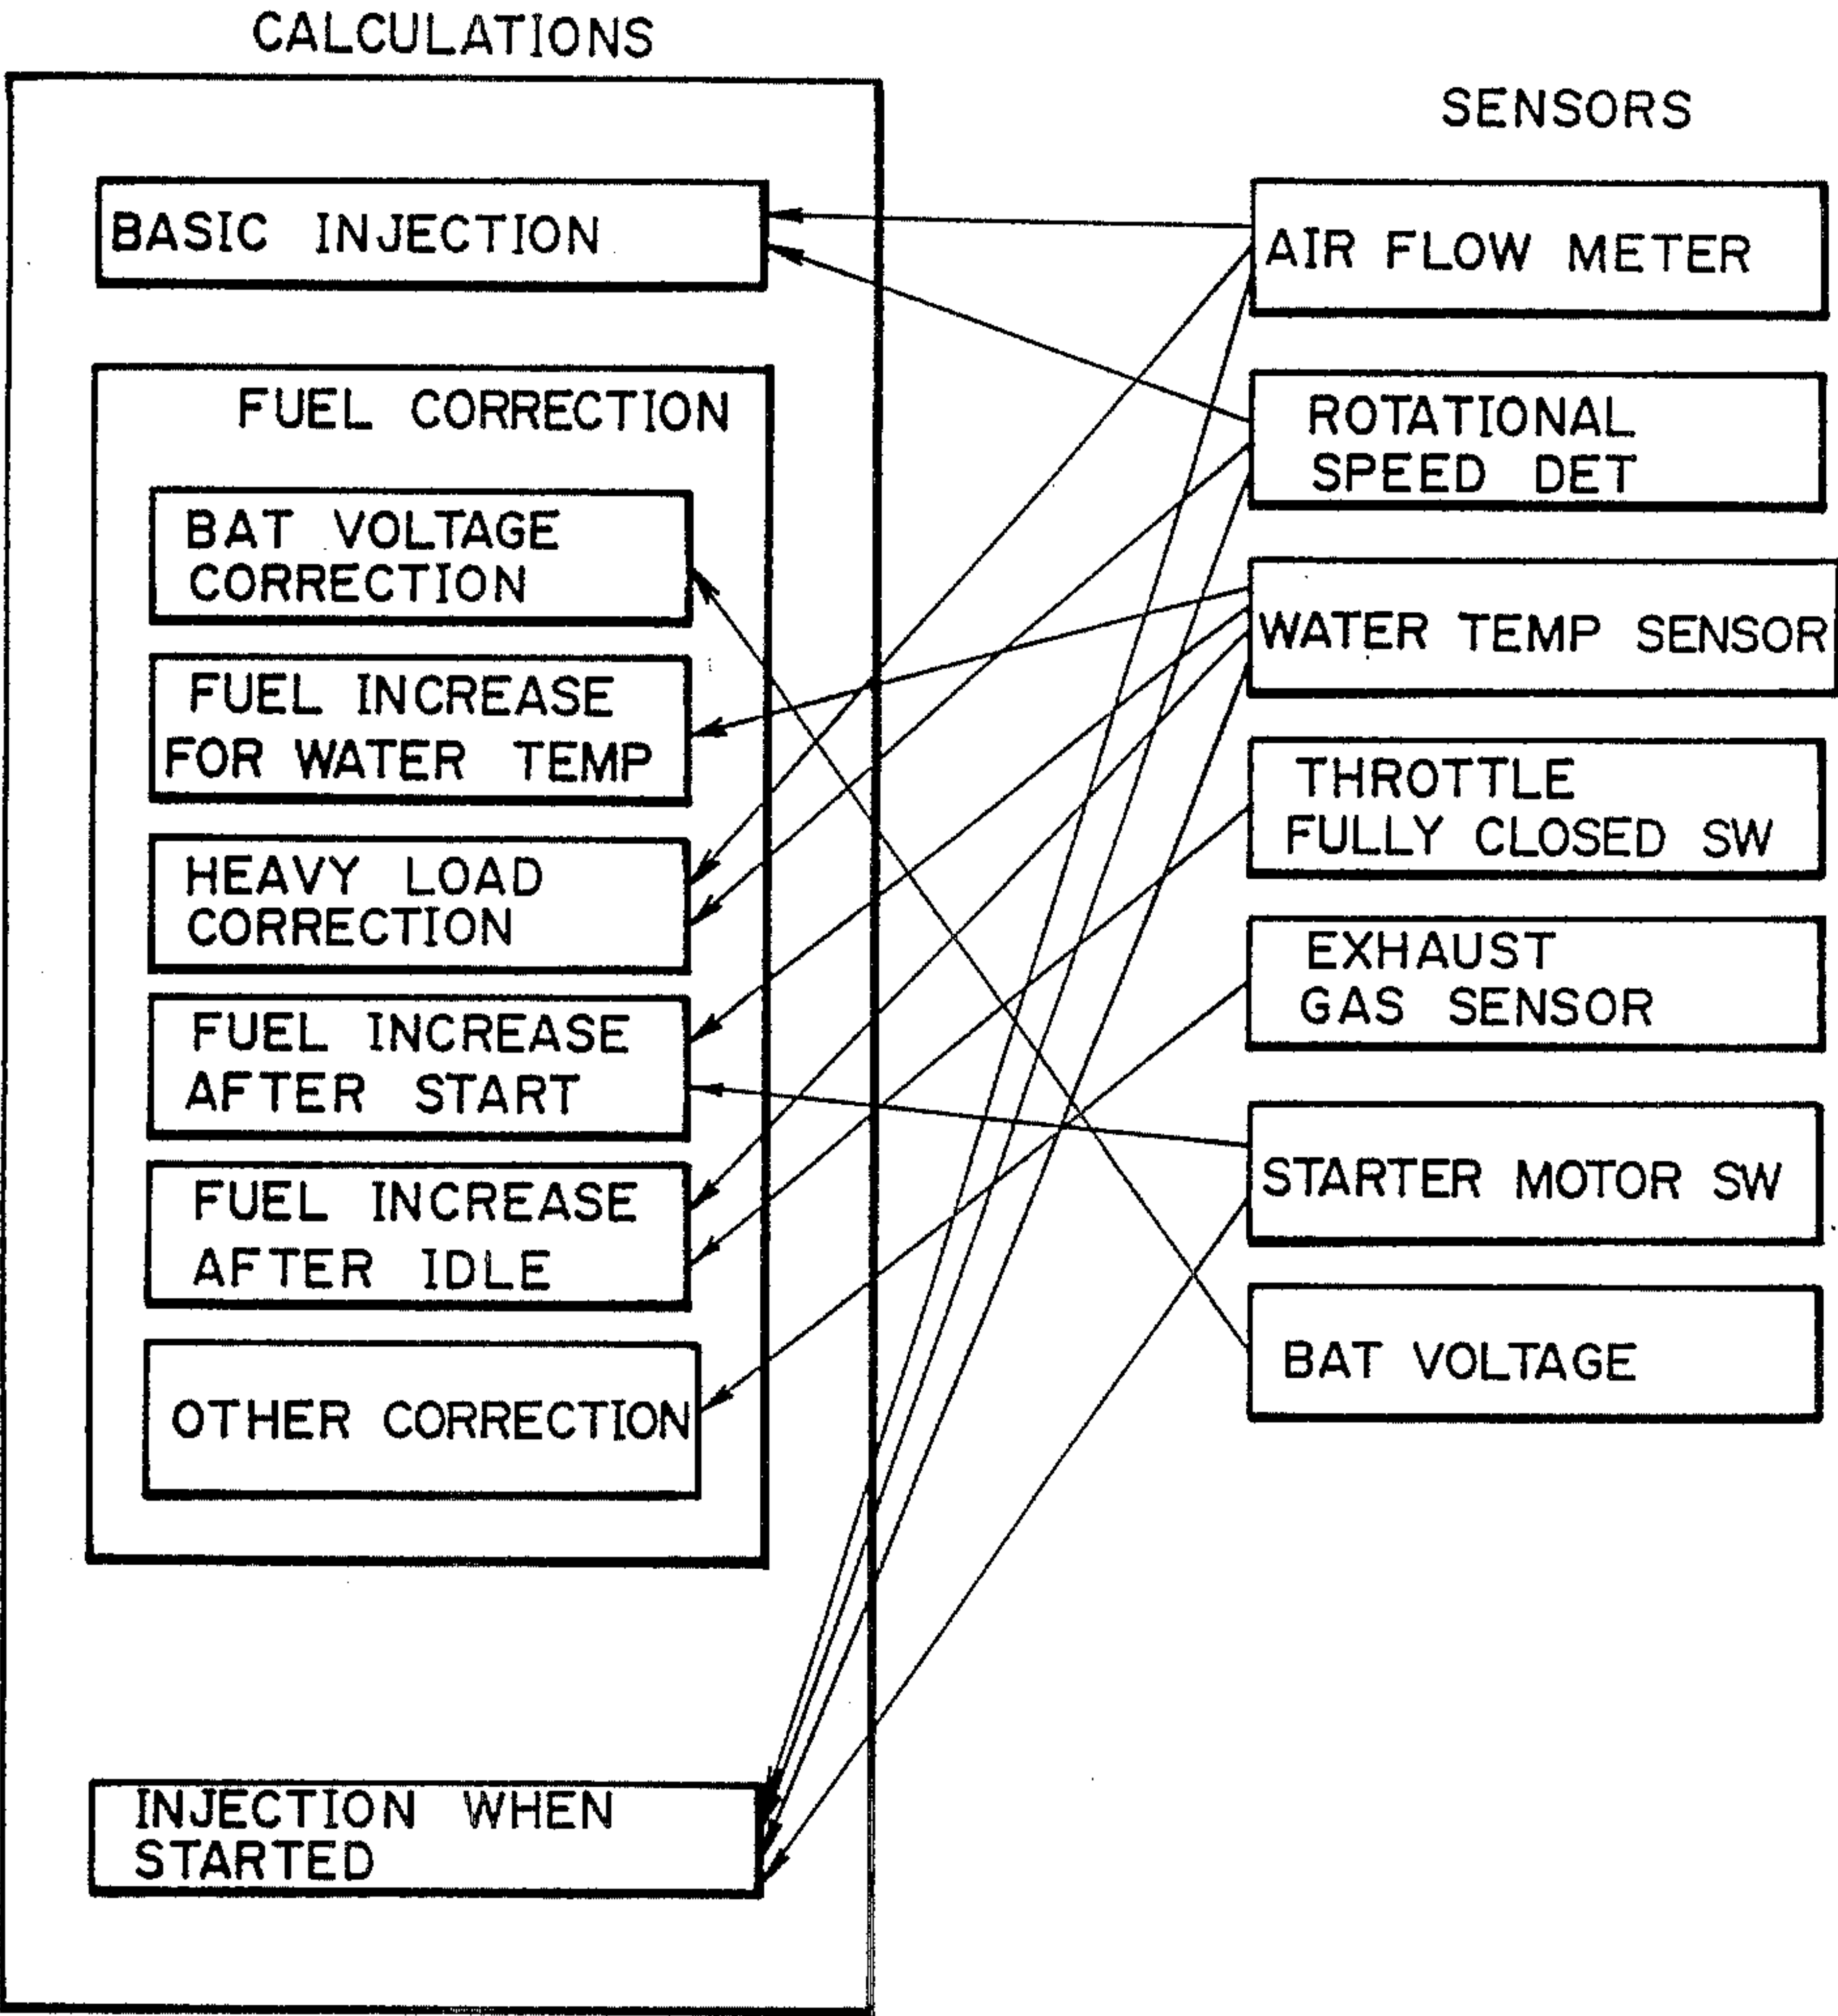 CALCULATIONS
BASIC INJECTION
FUEL CORRECTION
BAT VOLTAGE
CORRECTION
FUEL INCREASE
FOR WATER TEMP
HEAVY LOAD
CORRECTION
FUEL INCREASE
AFTER START
FUEL INCREASE
AFTER IDLE
OTHER CORRECTION
INJECTION WHEN
STARTED
SENSORS
AIR FLOW METER
ROTATIONAL
SPEED DET
WATER TEMP SENSOR
THROTTLE
FULLY CLOSED SW
EXHAUST
GAS SENSOR
STARTER MOTOR SW
BAT VOLTAGE